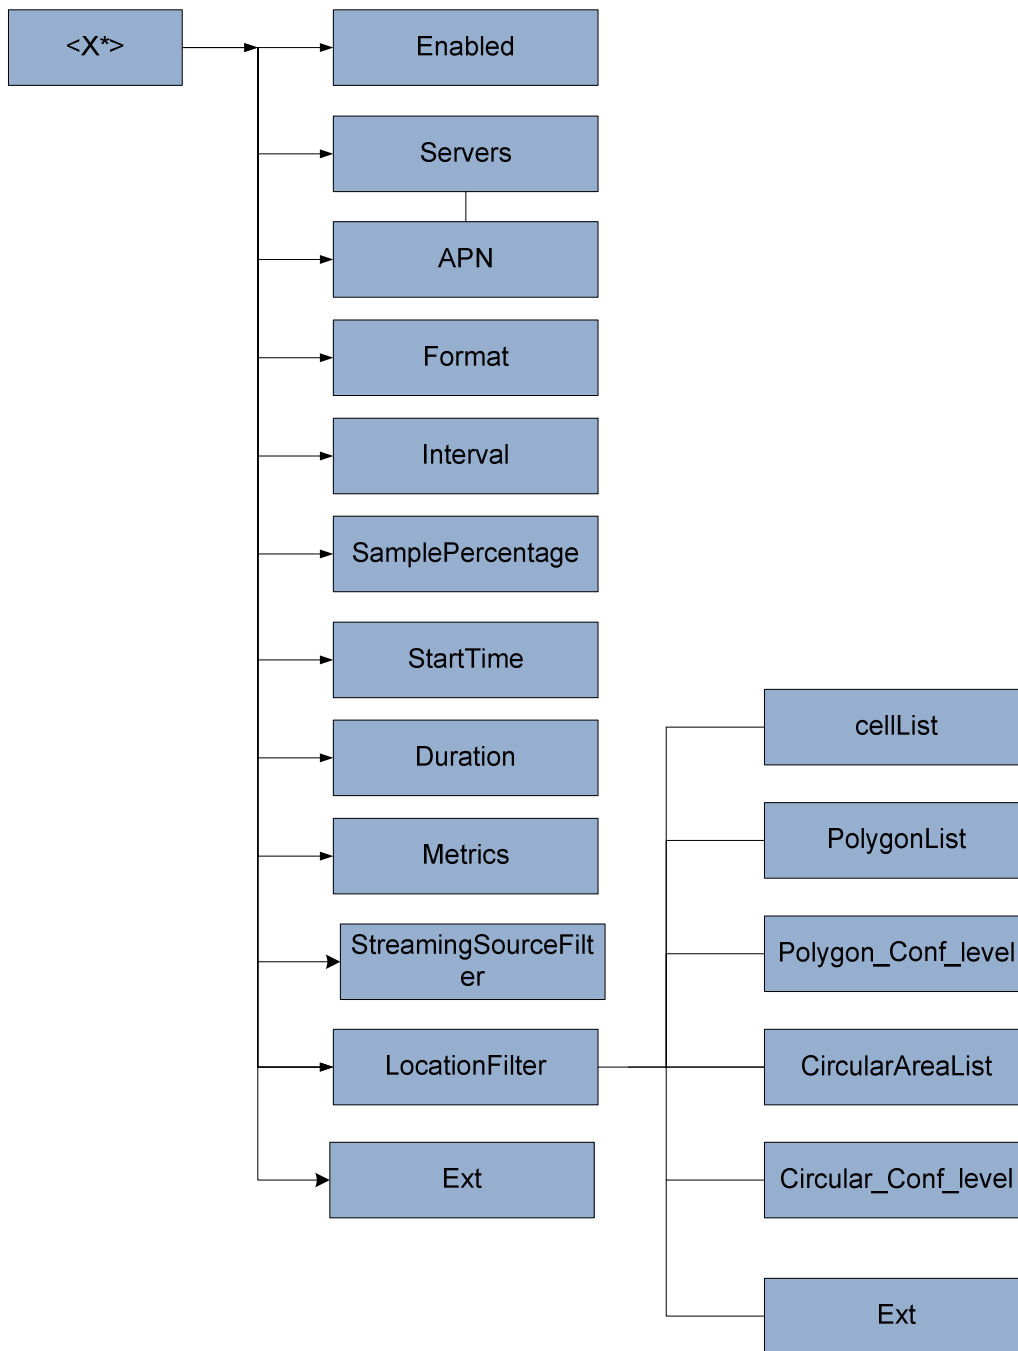 <X*>
Enabled
Servers
APN
Format
Interval
SamplePercentage
StartTime
Duration
Metrics
StreamingSourceFilt
er
LocationFilter
Ext
cellList
PolygonList
Polygon_Conf_level
CircularAreaList
Circular_Conf_level
Ext